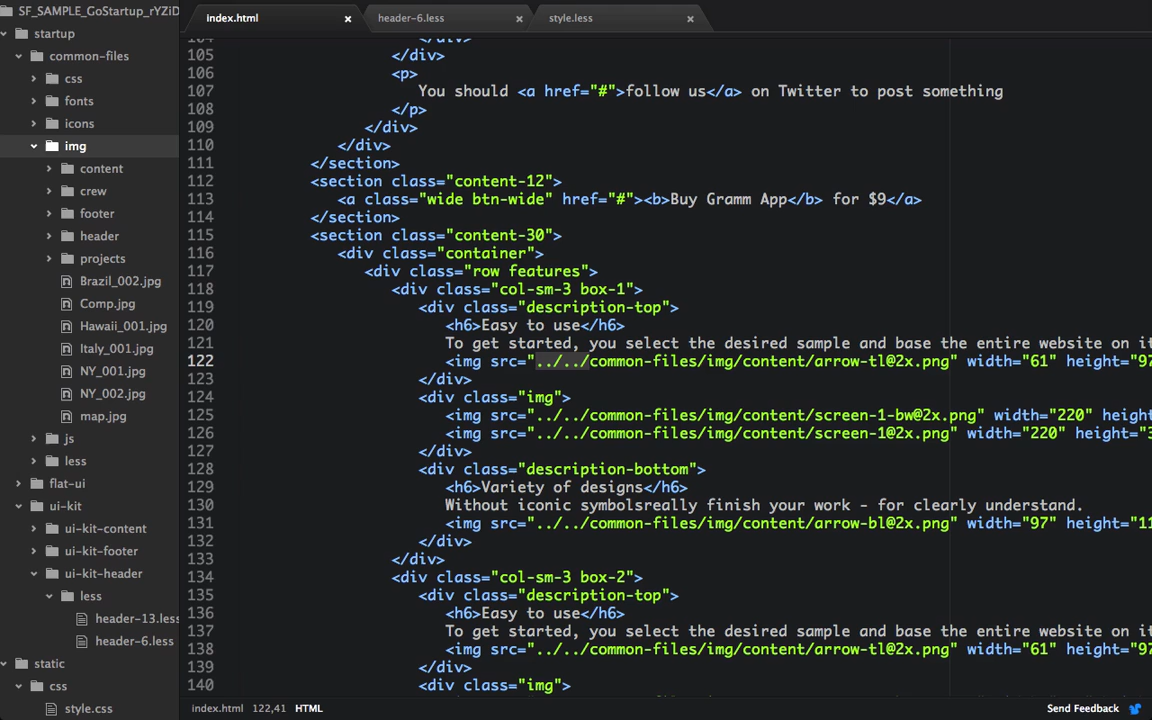 SF_SAMPLE_GoStartup_rYZiD
startup
common-files
css
fonts
icons
img
content
crew
footer
header
projects
Brazil_002.jpg
Comp.jpg
Hawaii_001.jpg
Italy_001.jpg
NY_001.jpg
NY_002.jpg
map.jpg
js
less
flat-ui
ui-kit
ui-kit-content
ui-kit-footer
ui-kit-header
less
header-13.less
header-6.less
static
css
style.css
index.html × header-6.less × style.less ×
104 </div>
105 </div>
106 <p>
107 You should <a href="#">follow us</a> on Twitter to post something
108 </p>
109 </div>
110 </div>
111 </section>
112 <section class="content-12">
113 <a class="wide btn-wide" href="#"><b>Buy Gramm App</b> for $9</a>
114 </section>
115 <section class="content-30">
116 <div class="container">
117 <div class="row features">
118 <div class="col-sm-3 box-1">
119 <div class="description-top">
120 <h6>Easy to use</h6>
121 To get started, you select the desired sample and base the entire website on it
122 <img src="../../common-files/img/content/arrow-tl@2x.png" width="61" height="97
123 </div>
124 <div class="img">
125 <img src="../../common-files/img/content/screen-1-bw@2x.png" width="220" heigh
126 <img src="../../common-files/img/content/screen-1@2x.png" width="220" height="3
127 </div>
128 <div class="description-bottom">
129 <h6>Variety of designs</h6>
130 Without iconic symbolsreally finish your work - for clearly understand.
131 <img src="../../common-files/img/content/arrow-bl@2x.png" width="97" height="11
132 </div>
133 </div>
134 <div class="col-sm-3 box-2">
135 <div class="description-top">
136 <h6>Easy to use</h6>
137 To get started, you select the desired sample and base the entire website on it
138 <img src="../../common-files/img/content/arrow-tl@2x.png" width="61" height="97
139 </div>
140 <div class="img">
index.html 122,41 HTML Send Feedback